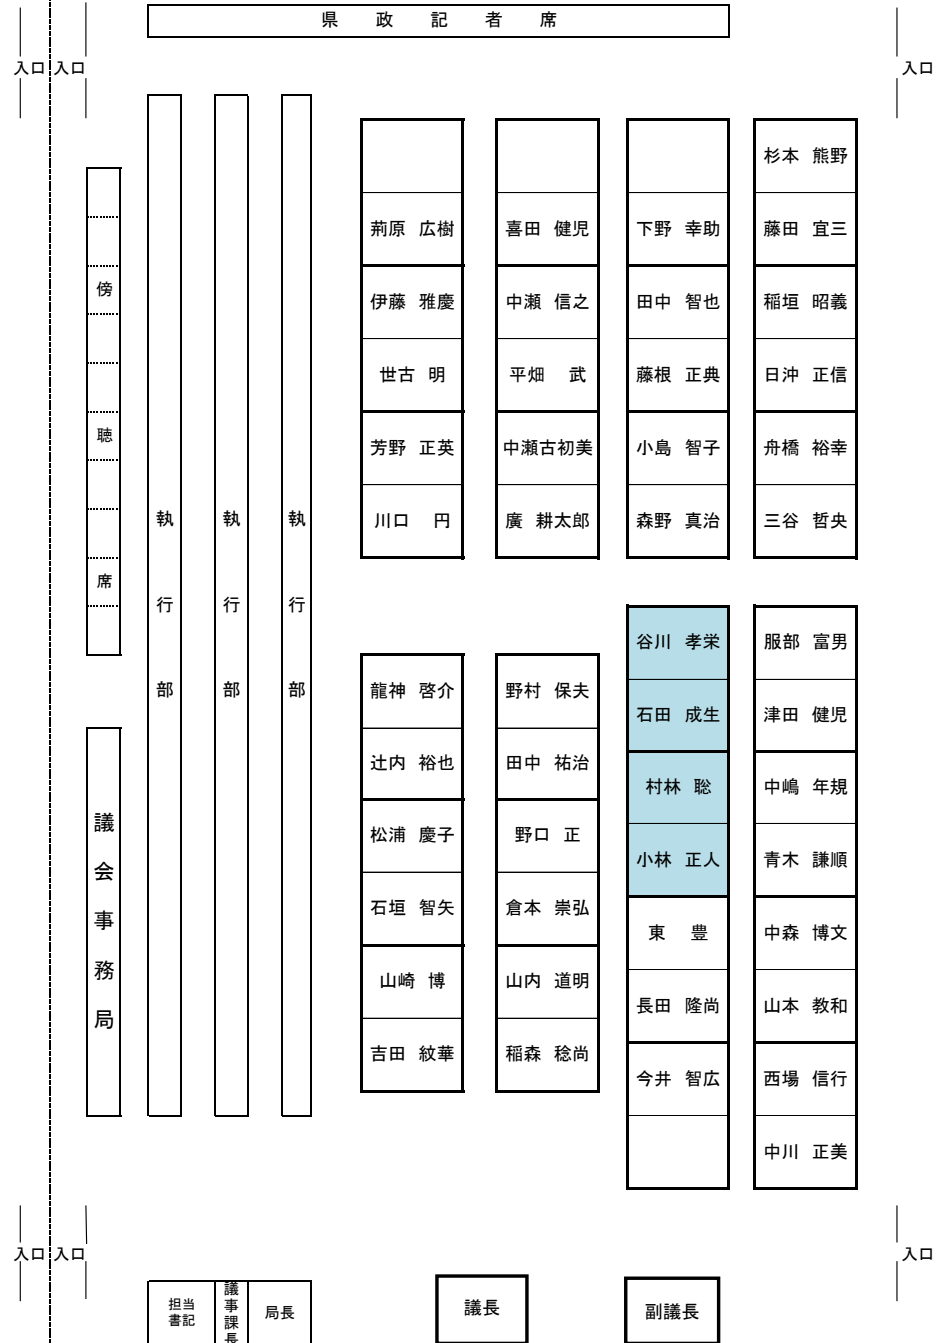 県 政 記 者 席
入口 入口 入口
杉本 熊野
荊原 広樹 喜田 健児 下野 幸助 藤田 宜三
伊藤 雅慶 中瀬 信之 田中 智也 稲垣 昭義
世古 明 平畑 武 藤根 正典 日沖 正信
芳野 正英 中瀬古初美 小島 智子 舟橋 裕幸
川口 円 廣 耕太郎 森野 真治 三谷 哲央
傍聴席
執行部 執行部 執行部
谷川 孝栄 服部 富男
龍神 啓介 野村 保夫 石田 成生 津田 健児
辻内 裕也 田中 祐治 村林 聡 中嶋 年規
松浦 慶子 野口 正 小林 正人 青木 謙順
石垣 智矢 倉本 崇弘 東 豊 中森 博文
山崎 博 山内 道明 長田 隆尚 山本 教和
吉田 紋華 稲森 稔尚 今井 智広 西場 信行
中川 正美
議会事務局
入口 入口 入口
担当書記 議事課長 局長 議長 副議長